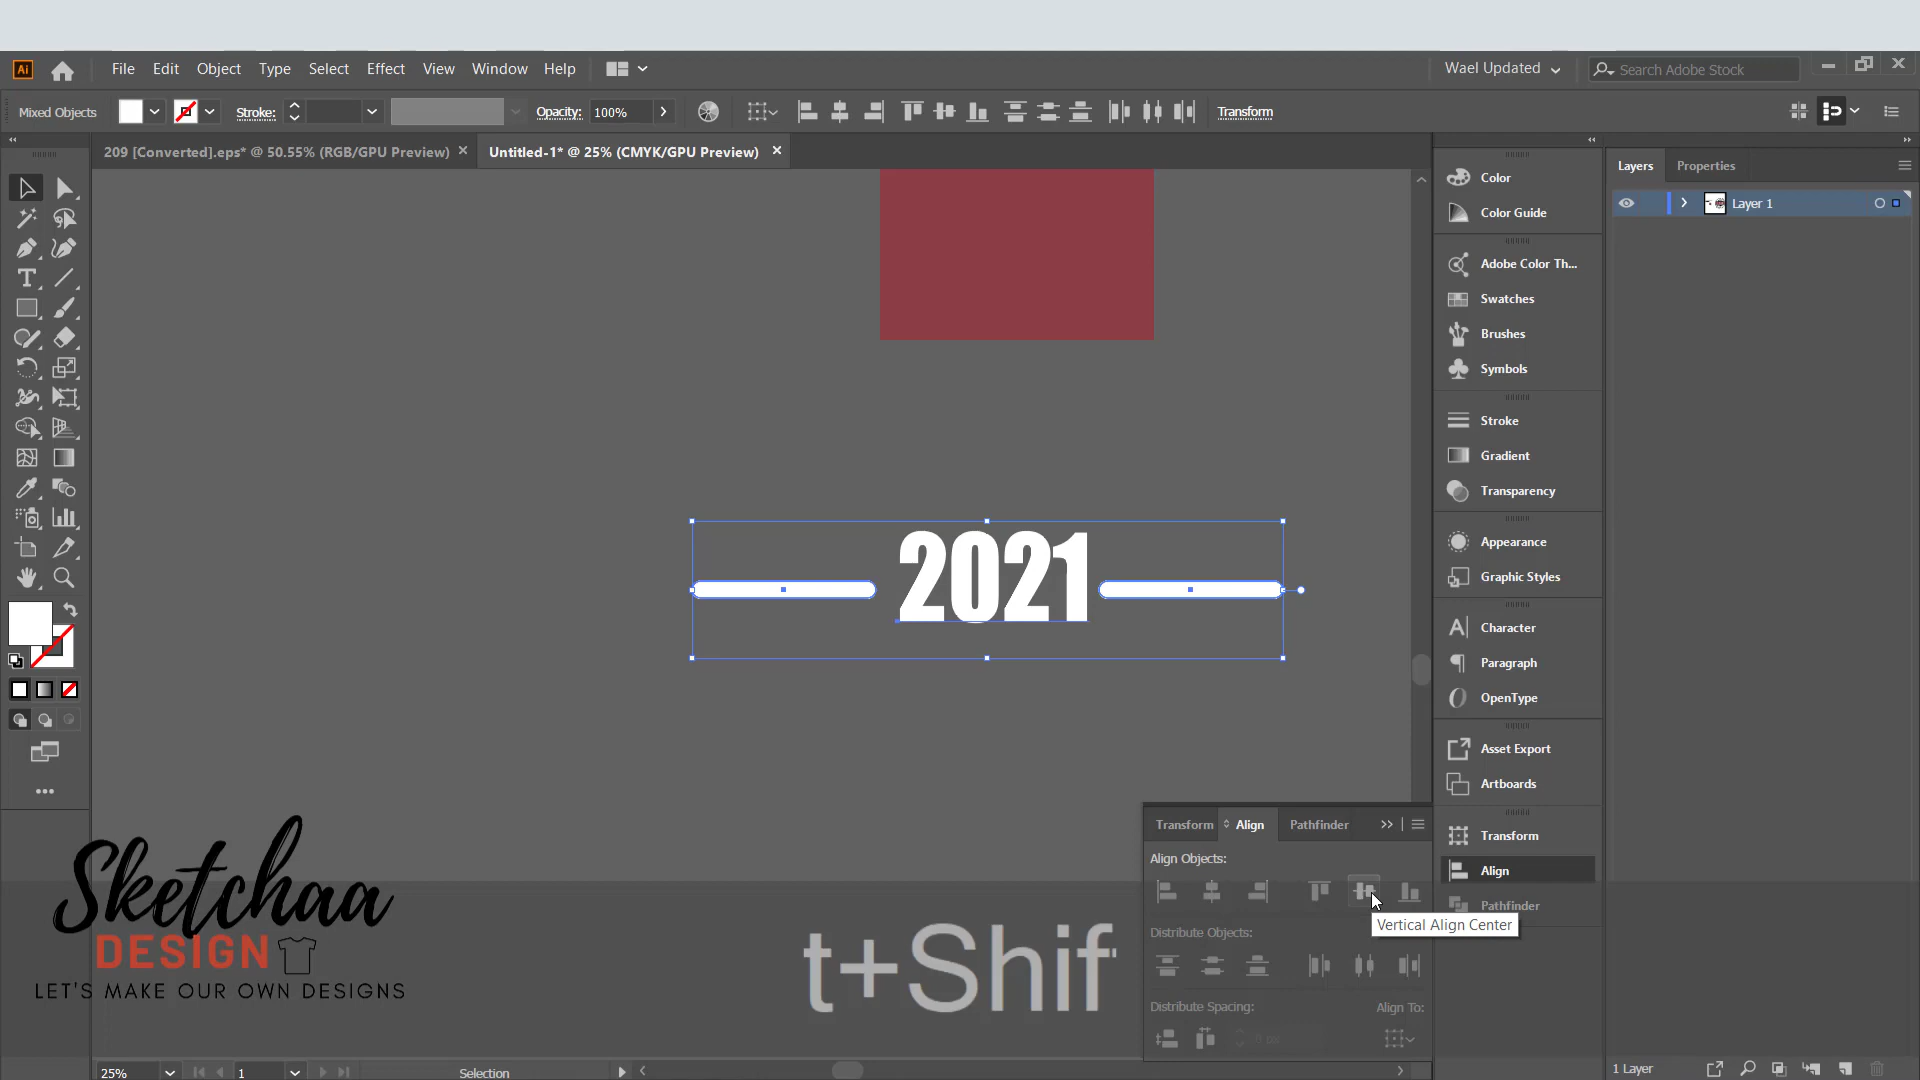 Ai File Edit Object Type Select Effect View Window Help Wael Updated Search Adobe Stock
Mixed Objects Stroke: Opacity: 100% Transform
209 [Converted].eps* @ 50.55% (RGB/GPU Preview) Untitled-1* @ 25% (CMYK/GPU Preview)
Layers Properties
Layer 1
Color
Color Guide
Adobe Color Th...
Swatches
Brushes
Symbols
Stroke
Gradient
Transparency
Appearance
Graphic Styles
Character
Paragraph
OpenType
Asset Export
Artboards
Transform
Align
Pathfinder
2021
Transform Align Pathfinder
Align Objects:
Vertical Align Center
Distribute Objects:
Distribute Spacing: Align To:
0 px
Sketchaa
DESIGN
LET'S MAKE OUR OWN DESIGNS
t+Shif
25% 1 Selection
1 Layer